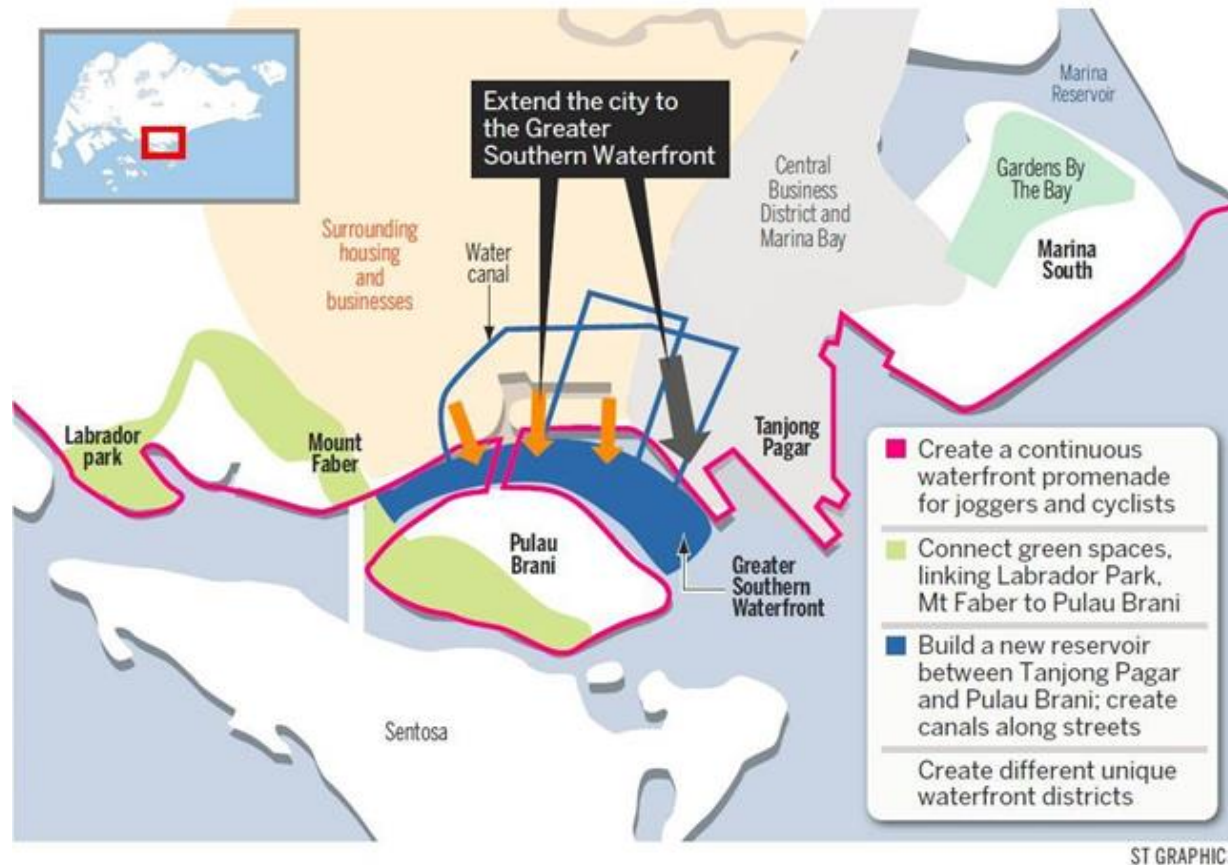 Extend the city to
the Greater
Southern Waterfront
Marina
Reservoir
Central
Business
District and
Marina Bay
Gardens By
The Bay
Marina
South
Surrounding
housing
and
businesses
Water
canal
Labrador
park
Mount
Faber
Tanjong
Pagar
Pulau
Brani
Greater
Southern
Waterfront
Sentosa
Create a continuous
waterfront promenade
for joggers and cyclists
Connect green spaces,
linking Labrador Park,
Mt Faber to Pulau Brani
Build a new reservoir
between Tanjong Pagar
and Pulau Brani; create
canals along streets
Create different unique
waterfront districts
ST GRAPHIC